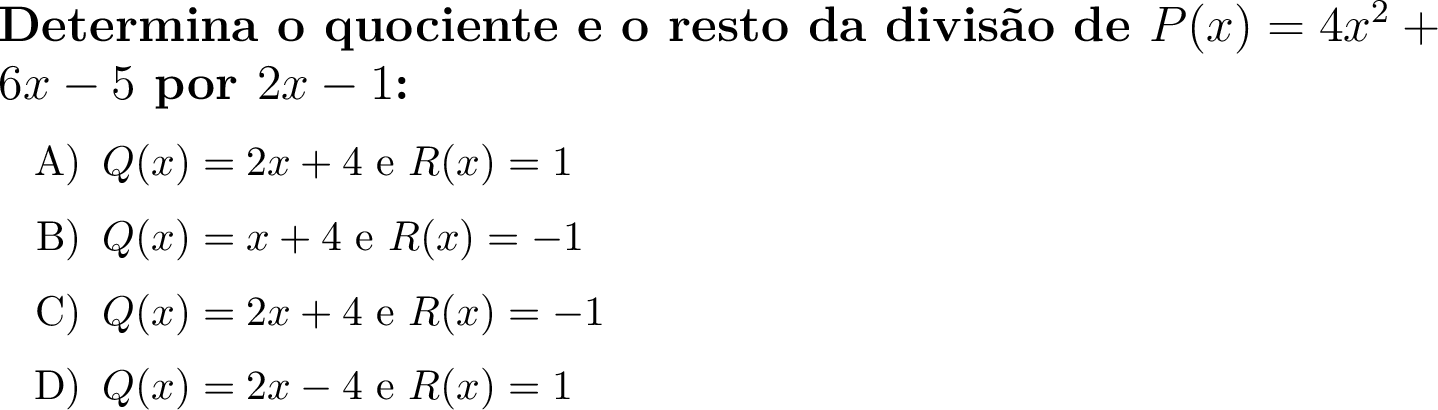 Determina o quociente e o resto da divisão de $P(x) = 4x^2 +$
$6x - 5$ por $2x - 1$:
A) $Q(x) = 2x + 4$ e $R(x) = 1$
B) $Q(x) = x + 4$ e $R(x) = -1$
C) $Q(x) = 2x + 4$ e $R(x) = -1$
D) $Q(x) = 2x - 4$ e $R(x) = 1$